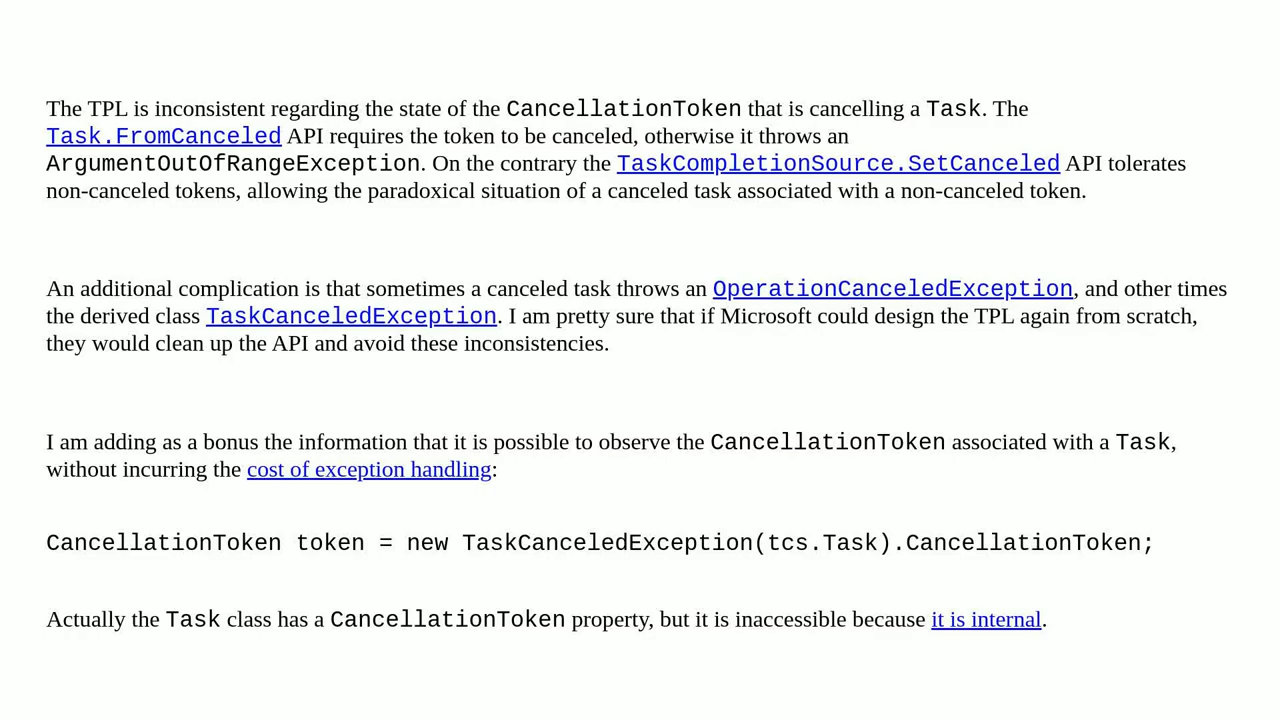 The TPL is inconsistent regarding the state of the CancellationToken that is cancelling a Task. The
Task.FromCanceled API requires the token to be canceled, otherwise it throws an
ArgumentOutOfRangeException. On the contrary the TaskCompletionSource.SetCanceled API tolerates
non-canceled tokens, allowing the paradoxical situation of a canceled task associated with a non-canceled token.
An additional complication is that sometimes a canceled task throws an OperationCanceledException, and other times
the derived class TaskCanceledException. I am pretty sure that if Microsoft could design the TPL again from scratch,
they would clean up the API and avoid these inconsistencies.
I am adding as a bonus the information that it is possible to observe the CancellationToken associated with a Task,
without incurring the cost of exception handling:
CancellationToken token = new TaskCanceledException(tcs.Task).CancellationToken;
Actually the Task class has a CancellationToken property, but it is inaccessible because it is internal.